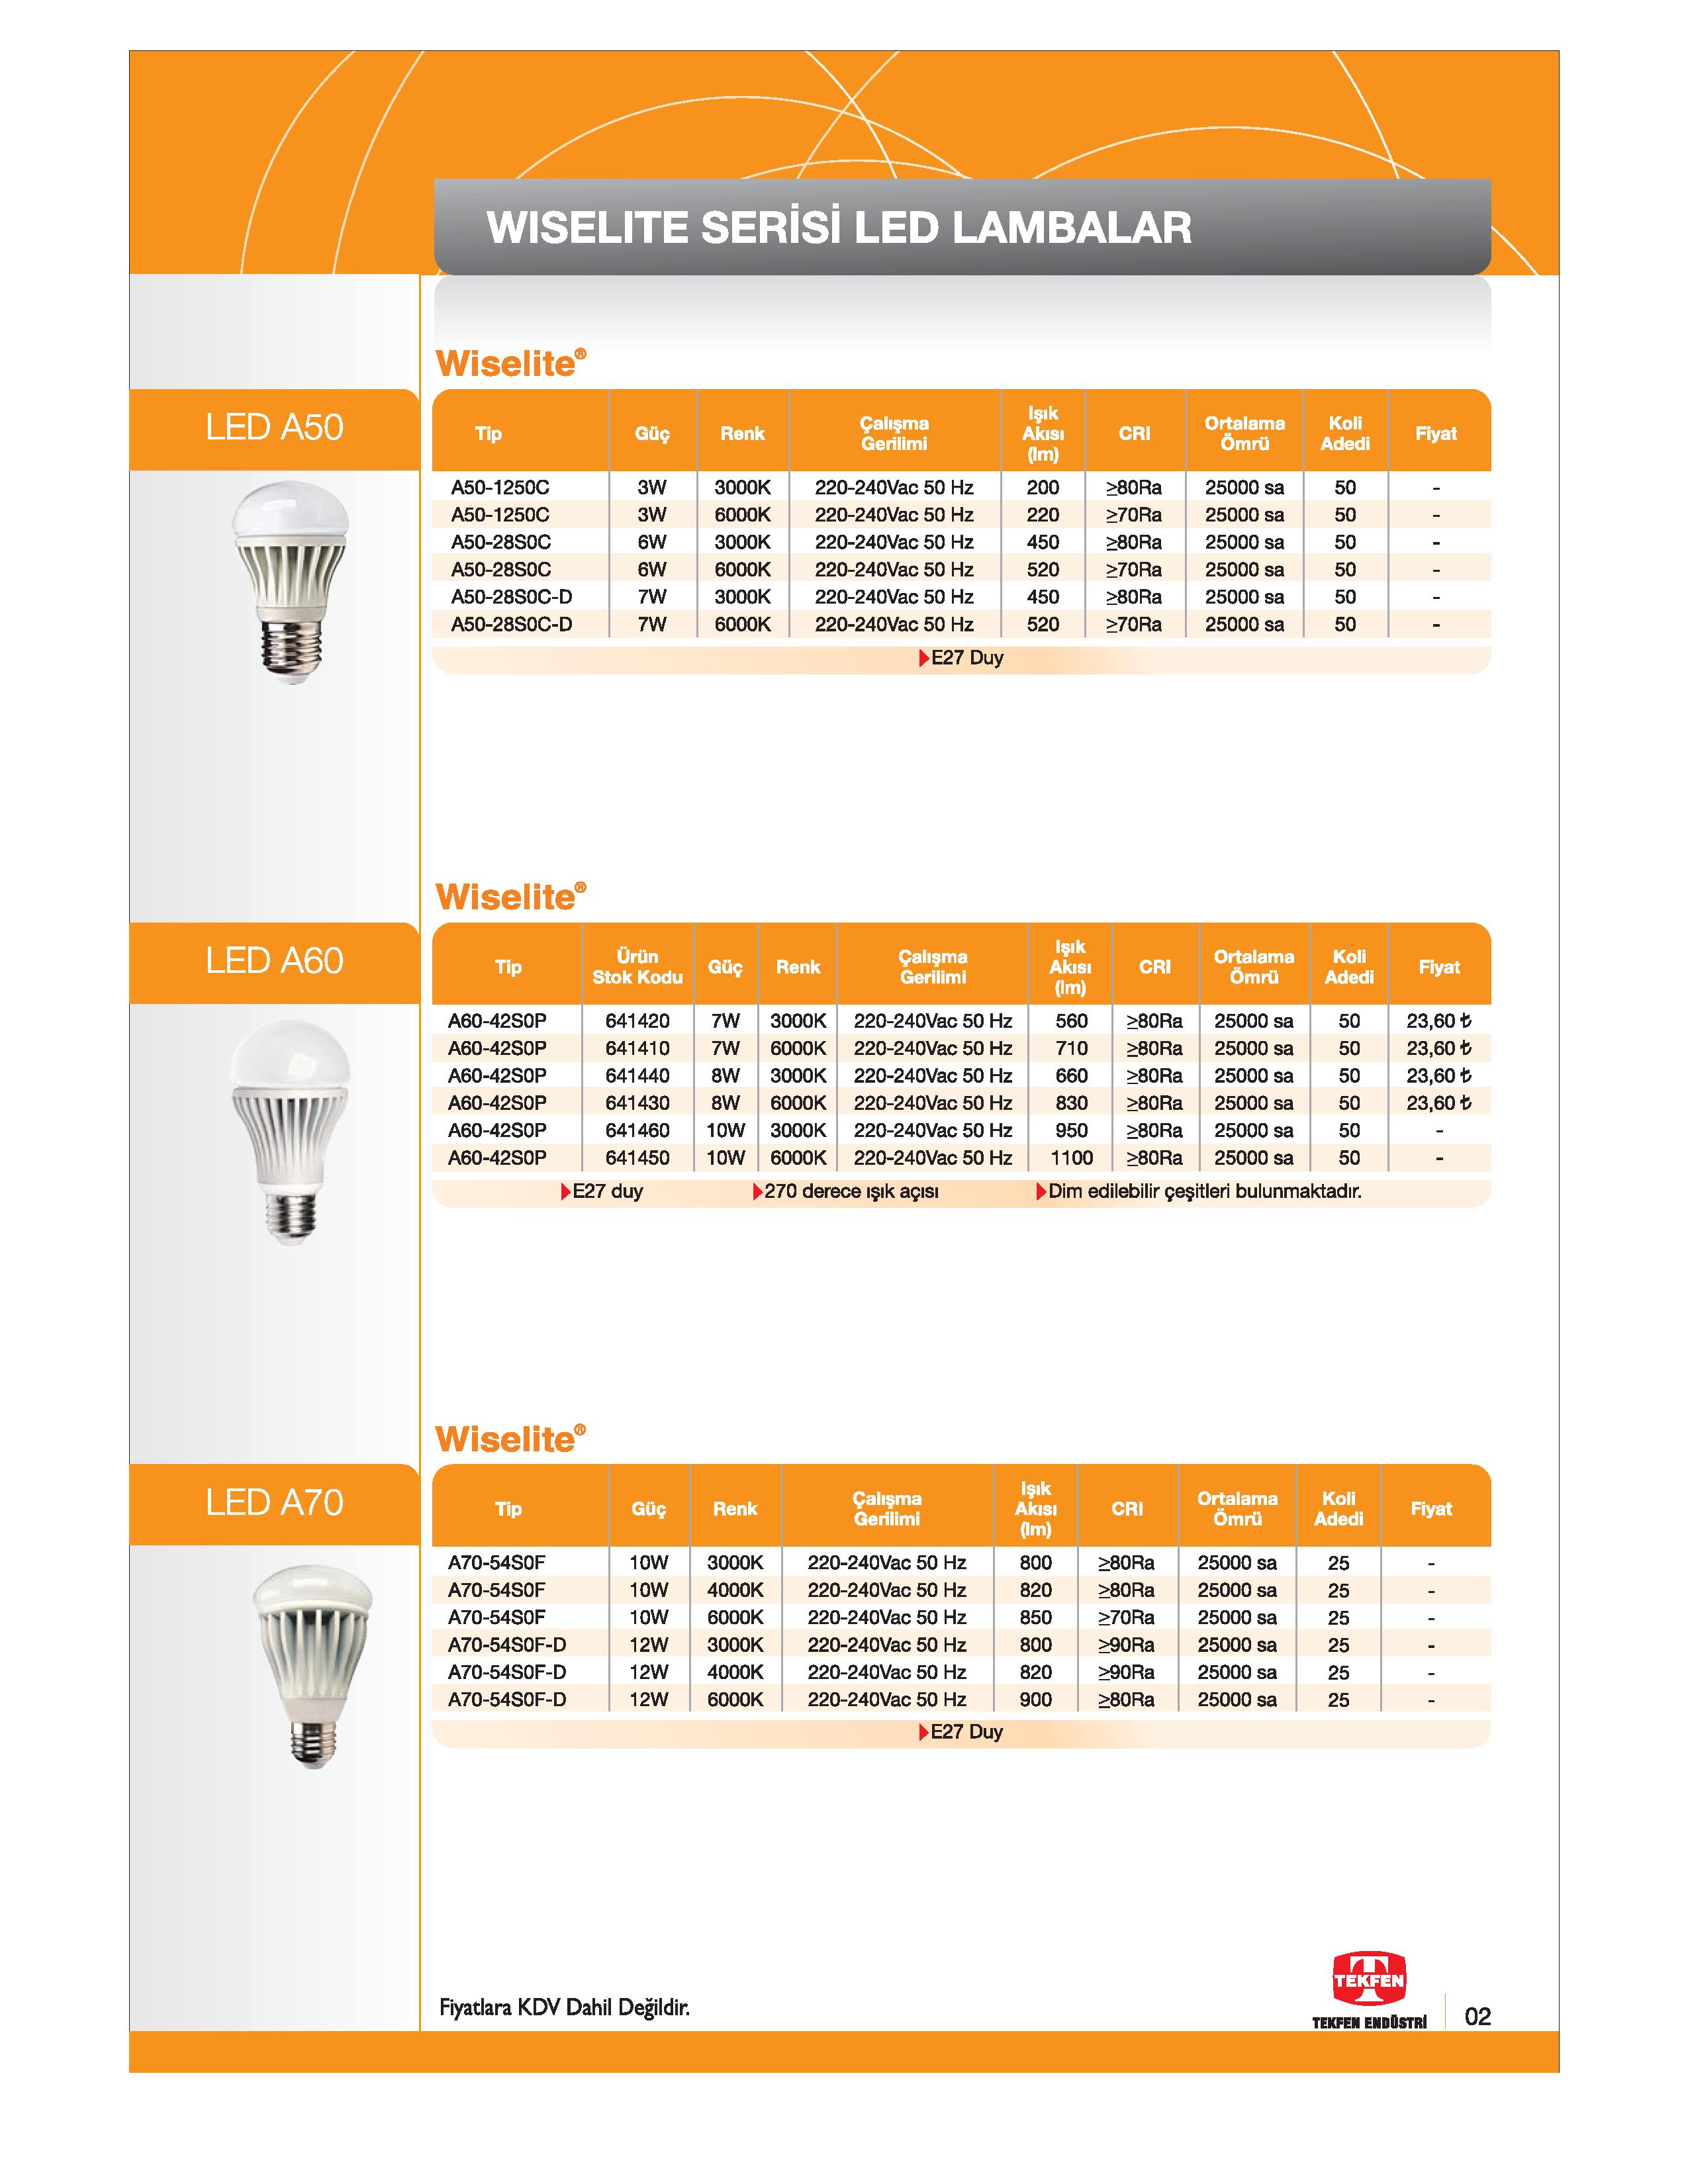 WISELITE SERİSİ LED LAMBALAR
Wiselite®
LED A50
Tip Güç Renk Çalışma Gerilimi Işık Akısı (lm) CRI Ortalama Ömrü Koli Adedi Fiyat
A50-1250C 3W 3000K 220-240Vac 50 Hz 200 ≥80Ra 25000 sa 50 -
A50-1250C 3W 6000K 220-240Vac 50 Hz 220 ≥70Ra 25000 sa 50 -
A50-28S0C 6W 3000K 220-240Vac 50 Hz 450 ≥80Ra 25000 sa 50 -
A50-28S0C 6W 6000K 220-240Vac 50 Hz 520 ≥70Ra 25000 sa 50 -
A50-28S0C-D 7W 3000K 220-240Vac 50 Hz 450 ≥80Ra 25000 sa 50 -
A50-28S0C-D 7W 6000K 220-240Vac 50 Hz 520 ≥70Ra 25000 sa 50 -
E27 Duy
Wiselite®
LED A60
Tip Ürün Stok Kodu Güç Renk Çalışma Gerilimi Işık Akısı (lm) CRI Ortalama Ömrü Koli Adedi Fiyat
A60-42S0P 641420 7W 3000K 220-240Vac 50 Hz 560 ≥80Ra 25000 sa 50 23,60 ₺
A60-42S0P 641410 7W 6000K 220-240Vac 50 Hz 710 ≥80Ra 25000 sa 50 23,60 ₺
A60-42S0P 641440 8W 3000K 220-240Vac 50 Hz 660 ≥80Ra 25000 sa 50 23,60 ₺
A60-42S0P 641430 8W 6000K 220-240Vac 50 Hz 830 ≥80Ra 25000 sa 50 23,60 ₺
A60-42S0P 641460 10W 3000K 220-240Vac 50 Hz 950 ≥80Ra 25000 sa 50 -
A60-42S0P 641450 10W 6000K 220-240Vac 50 Hz 1100 ≥80Ra 25000 sa 50 -
E27 duy 270 derece ışık açısı Dim edilebilir çeşitleri bulunmaktadır.
Wiselite®
LED A70
Tip Güç Renk Çalışma Gerilimi Işık Akısı (lm) CRI Ortalama Ömrü Koli Adedi Fiyat
A70-54S0F 10W 3000K 220-240Vac 50 Hz 800 ≥80Ra 25000 sa 25 -
A70-54S0F 10W 4000K 220-240Vac 50 Hz 820 ≥80Ra 25000 sa 25 -
A70-54S0F 10W 6000K 220-240Vac 50 Hz 850 ≥70Ra 25000 sa 25 -
A70-54S0F-D 12W 3000K 220-240Vac 50 Hz 800 ≥90Ra 25000 sa 25 -
A70-54S0F-D 12W 4000K 220-240Vac 50 Hz 820 ≥90Ra 25000 sa 25 -
A70-54S0F-D 12W 6000K 220-240Vac 50 Hz 900 ≥80Ra 25000 sa 25 -
E27 Duy
Fiyatlara KDV Dahil Değildir.
TEKFEN
TEKFEN ENDÜSTRİ
02